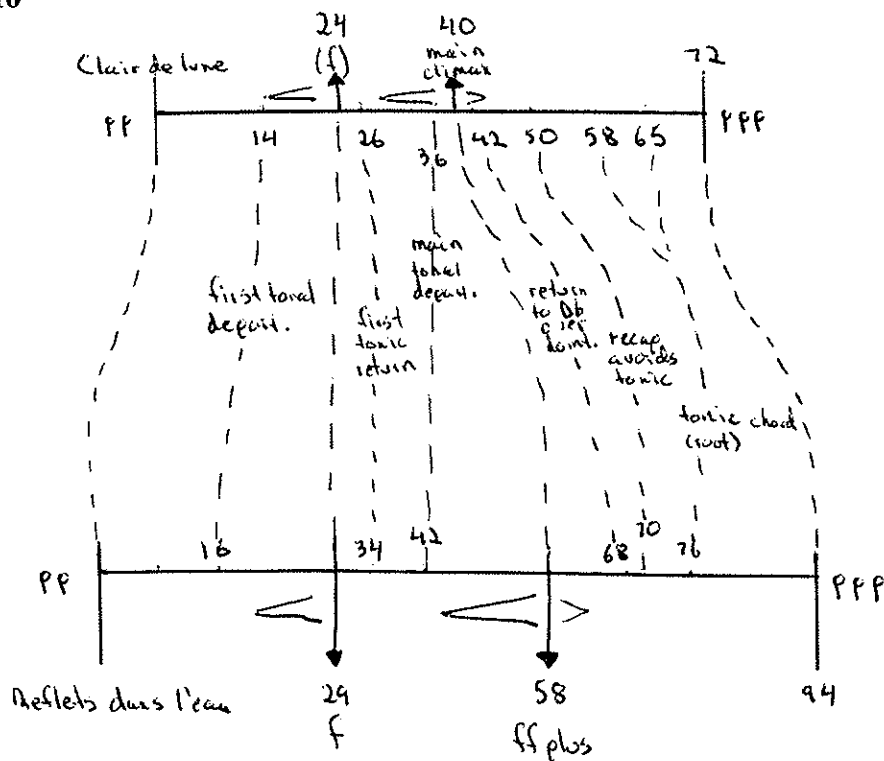 10
24
40
(f)
main
climax
72
Clair de lune
pp
ppp
14
26
36
42
50
58
65
first tonal
depart.
first
tonic
return
main
tonal
depart.
return
to Db
point.
recap
avoids
tonic
tonic chord
(root)
16
34
42
68
70
76
pp
ppp
Reflets dans l'eau
29
f
58
ff plus
94